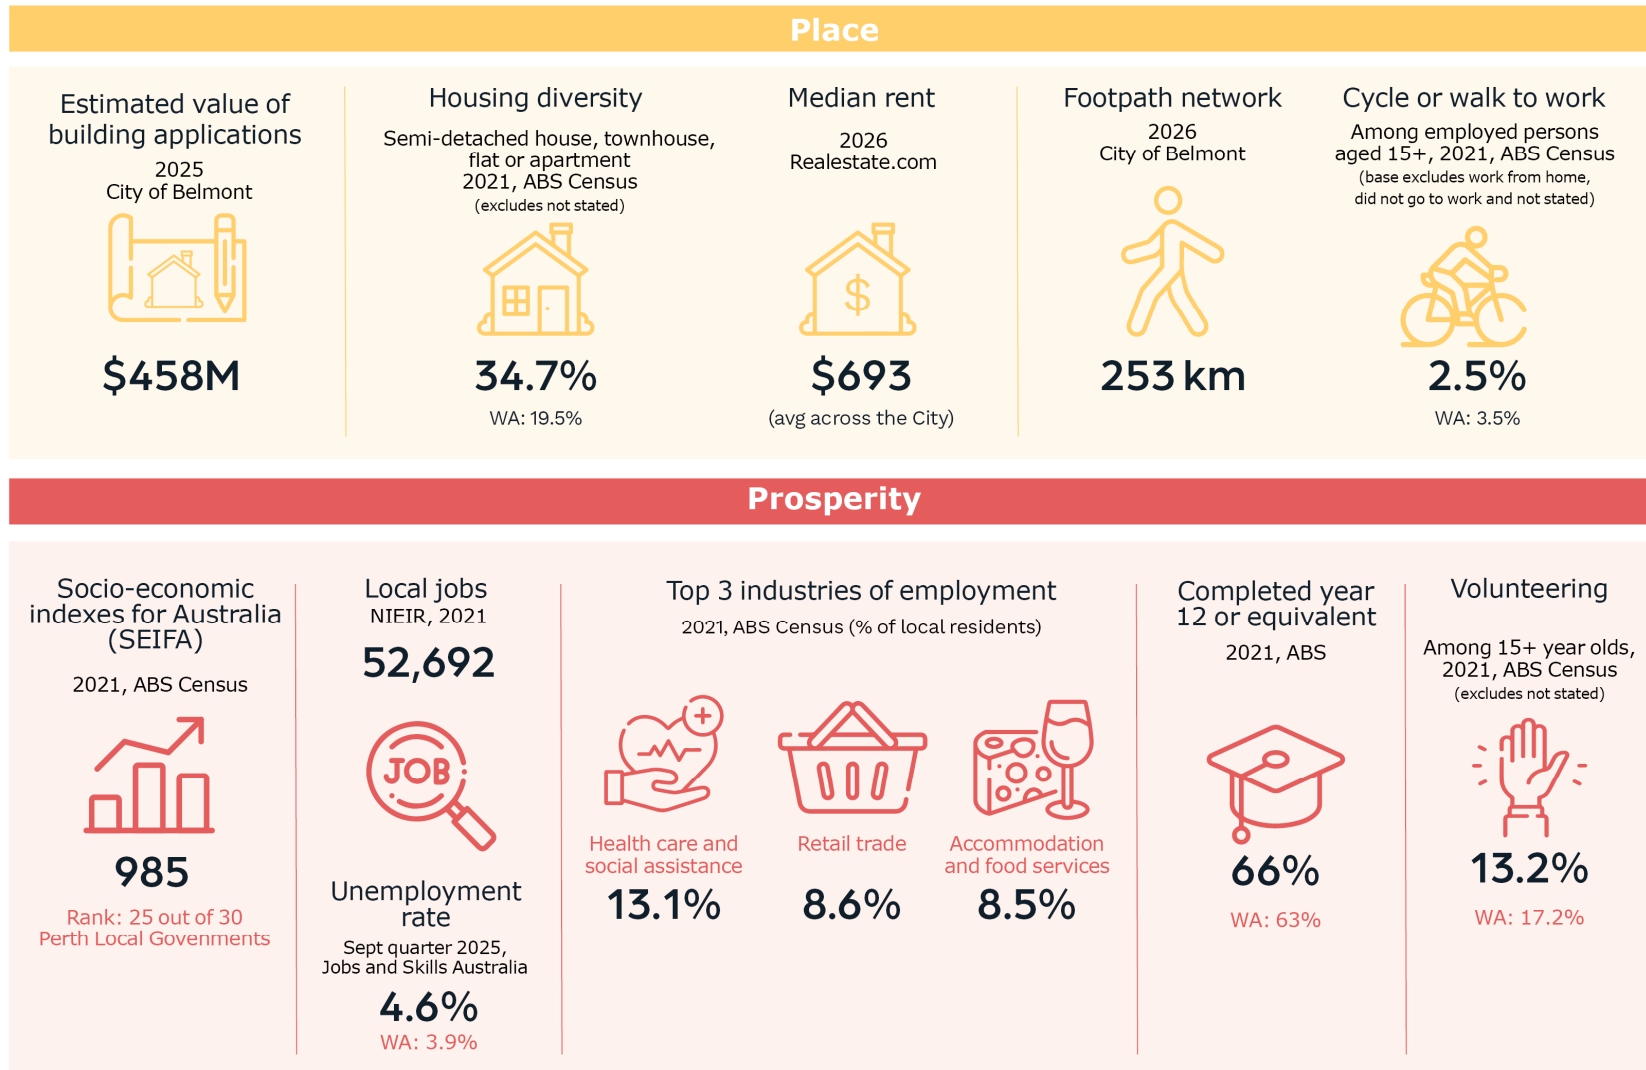 Place
Estimated value of
building applications
2025
City of Belmont
$458M
Housing diversity
Semi-detached house, townhouse,
flat or apartment
2021, ABS Census
(excludes not stated)
34.7%
WA: 19.5%
Median rent
2026
Realestate.com
$
$693
(avg across the City)
Footpath network
2026
City of Belmont
253 km
Cycle or walk to work
Among employed persons
aged 15+, 2021, ABS Census
(base excludes work from home,
did not go to work and not stated)
2.5%
WA: 3.5%
Prosperity
Socio-economic
indexes for Australia
(SEIFA)
2021, ABS Census
985
Rank: 25 out of 30
Perth Local Govenments
Local jobs
NIEIR, 2021
52,692
JOB
Unemployment
rate
Sept quarter 2025,
Jobs and Skills Australia
4.6%
WA: 3.9%
Top 3 industries of employment
2021, ABS Census (% of local residents)
Health care and
social assistance
13.1%
Retail trade
8.6%
Accommodation
and food services
8.5%
Completed year
12 or equivalent
2021, ABS
66%
WA: 63%
Volunteering
Among 15+ year olds,
2021, ABS Census
(excludes not stated)
13.2%
WA: 17.2%